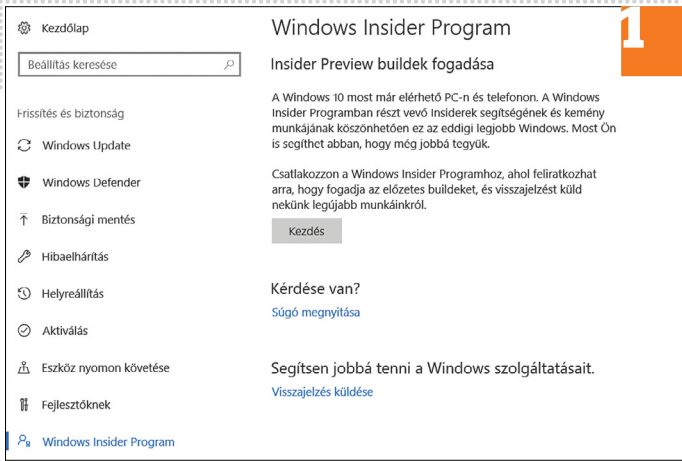 Kezdőlap
Beállítás keresése
Frissítés és biztonság
Windows Update
Windows Defender
Biztonsági mentés
Hibaelhárítás
Helyreállítás
Aktiválás
Eszköz nyomon követése
Fejlesztőknek
Windows Insider Program
1
Windows Insider Program
Insider Preview buildek fogadása
A Windows 10 most már elérhető PC-n és telefonon. A Windows
Insider Programban részt vevő Insiderek segítségének és kemény
munkájának köszönhetően ez az eddigi legjobb Windows. Most Ön
is segíthet abban, hogy még jobbá tegyük.
Csatlakozzon a Windows Insider Programhoz, ahol feliratkozhat
arra, hogy fogadja az előzetes buildeket, és visszajelzést küld
nekünk legújabb munkáinkról.
Kezdés
Kérdése van?
Súgó megnyitása
Segítsen jobbá tenni a Windows szolgáltatásait.
Visszajelzés küldése